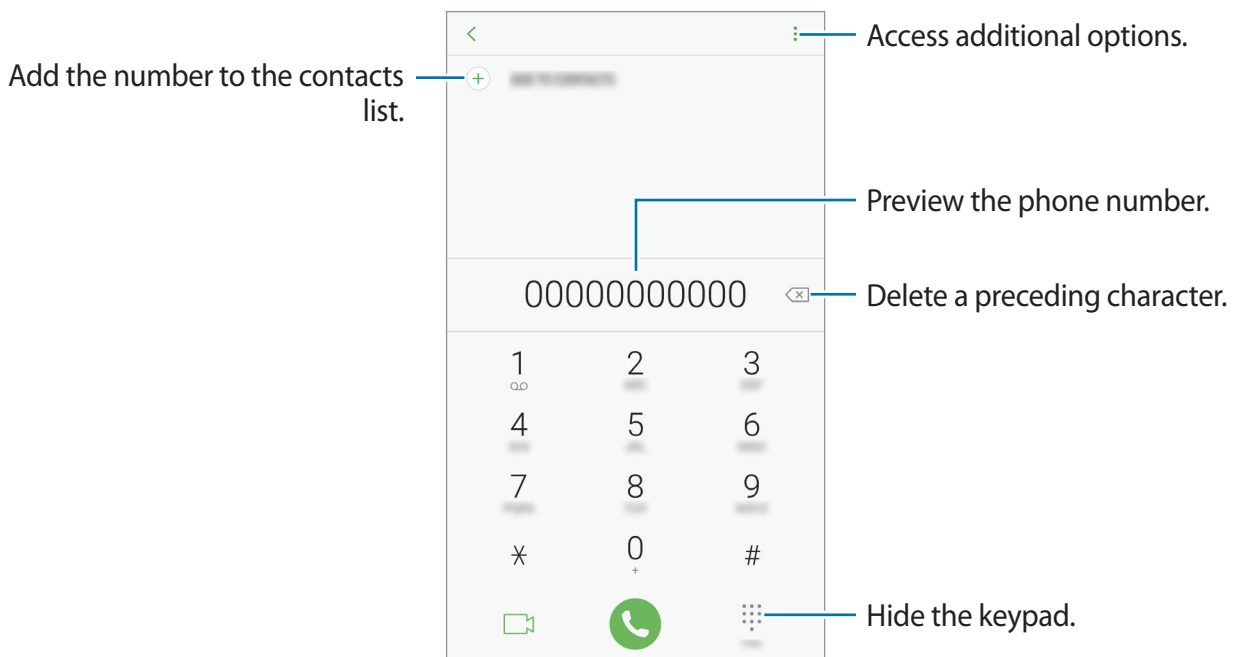 Access additional options.
Add the number to the contacts
list.
Preview the phone number.
00000000000
Delete a preceding character.
1 2 3
4 5 6
7 8 9
* 0 #
+
Hide the keypad.